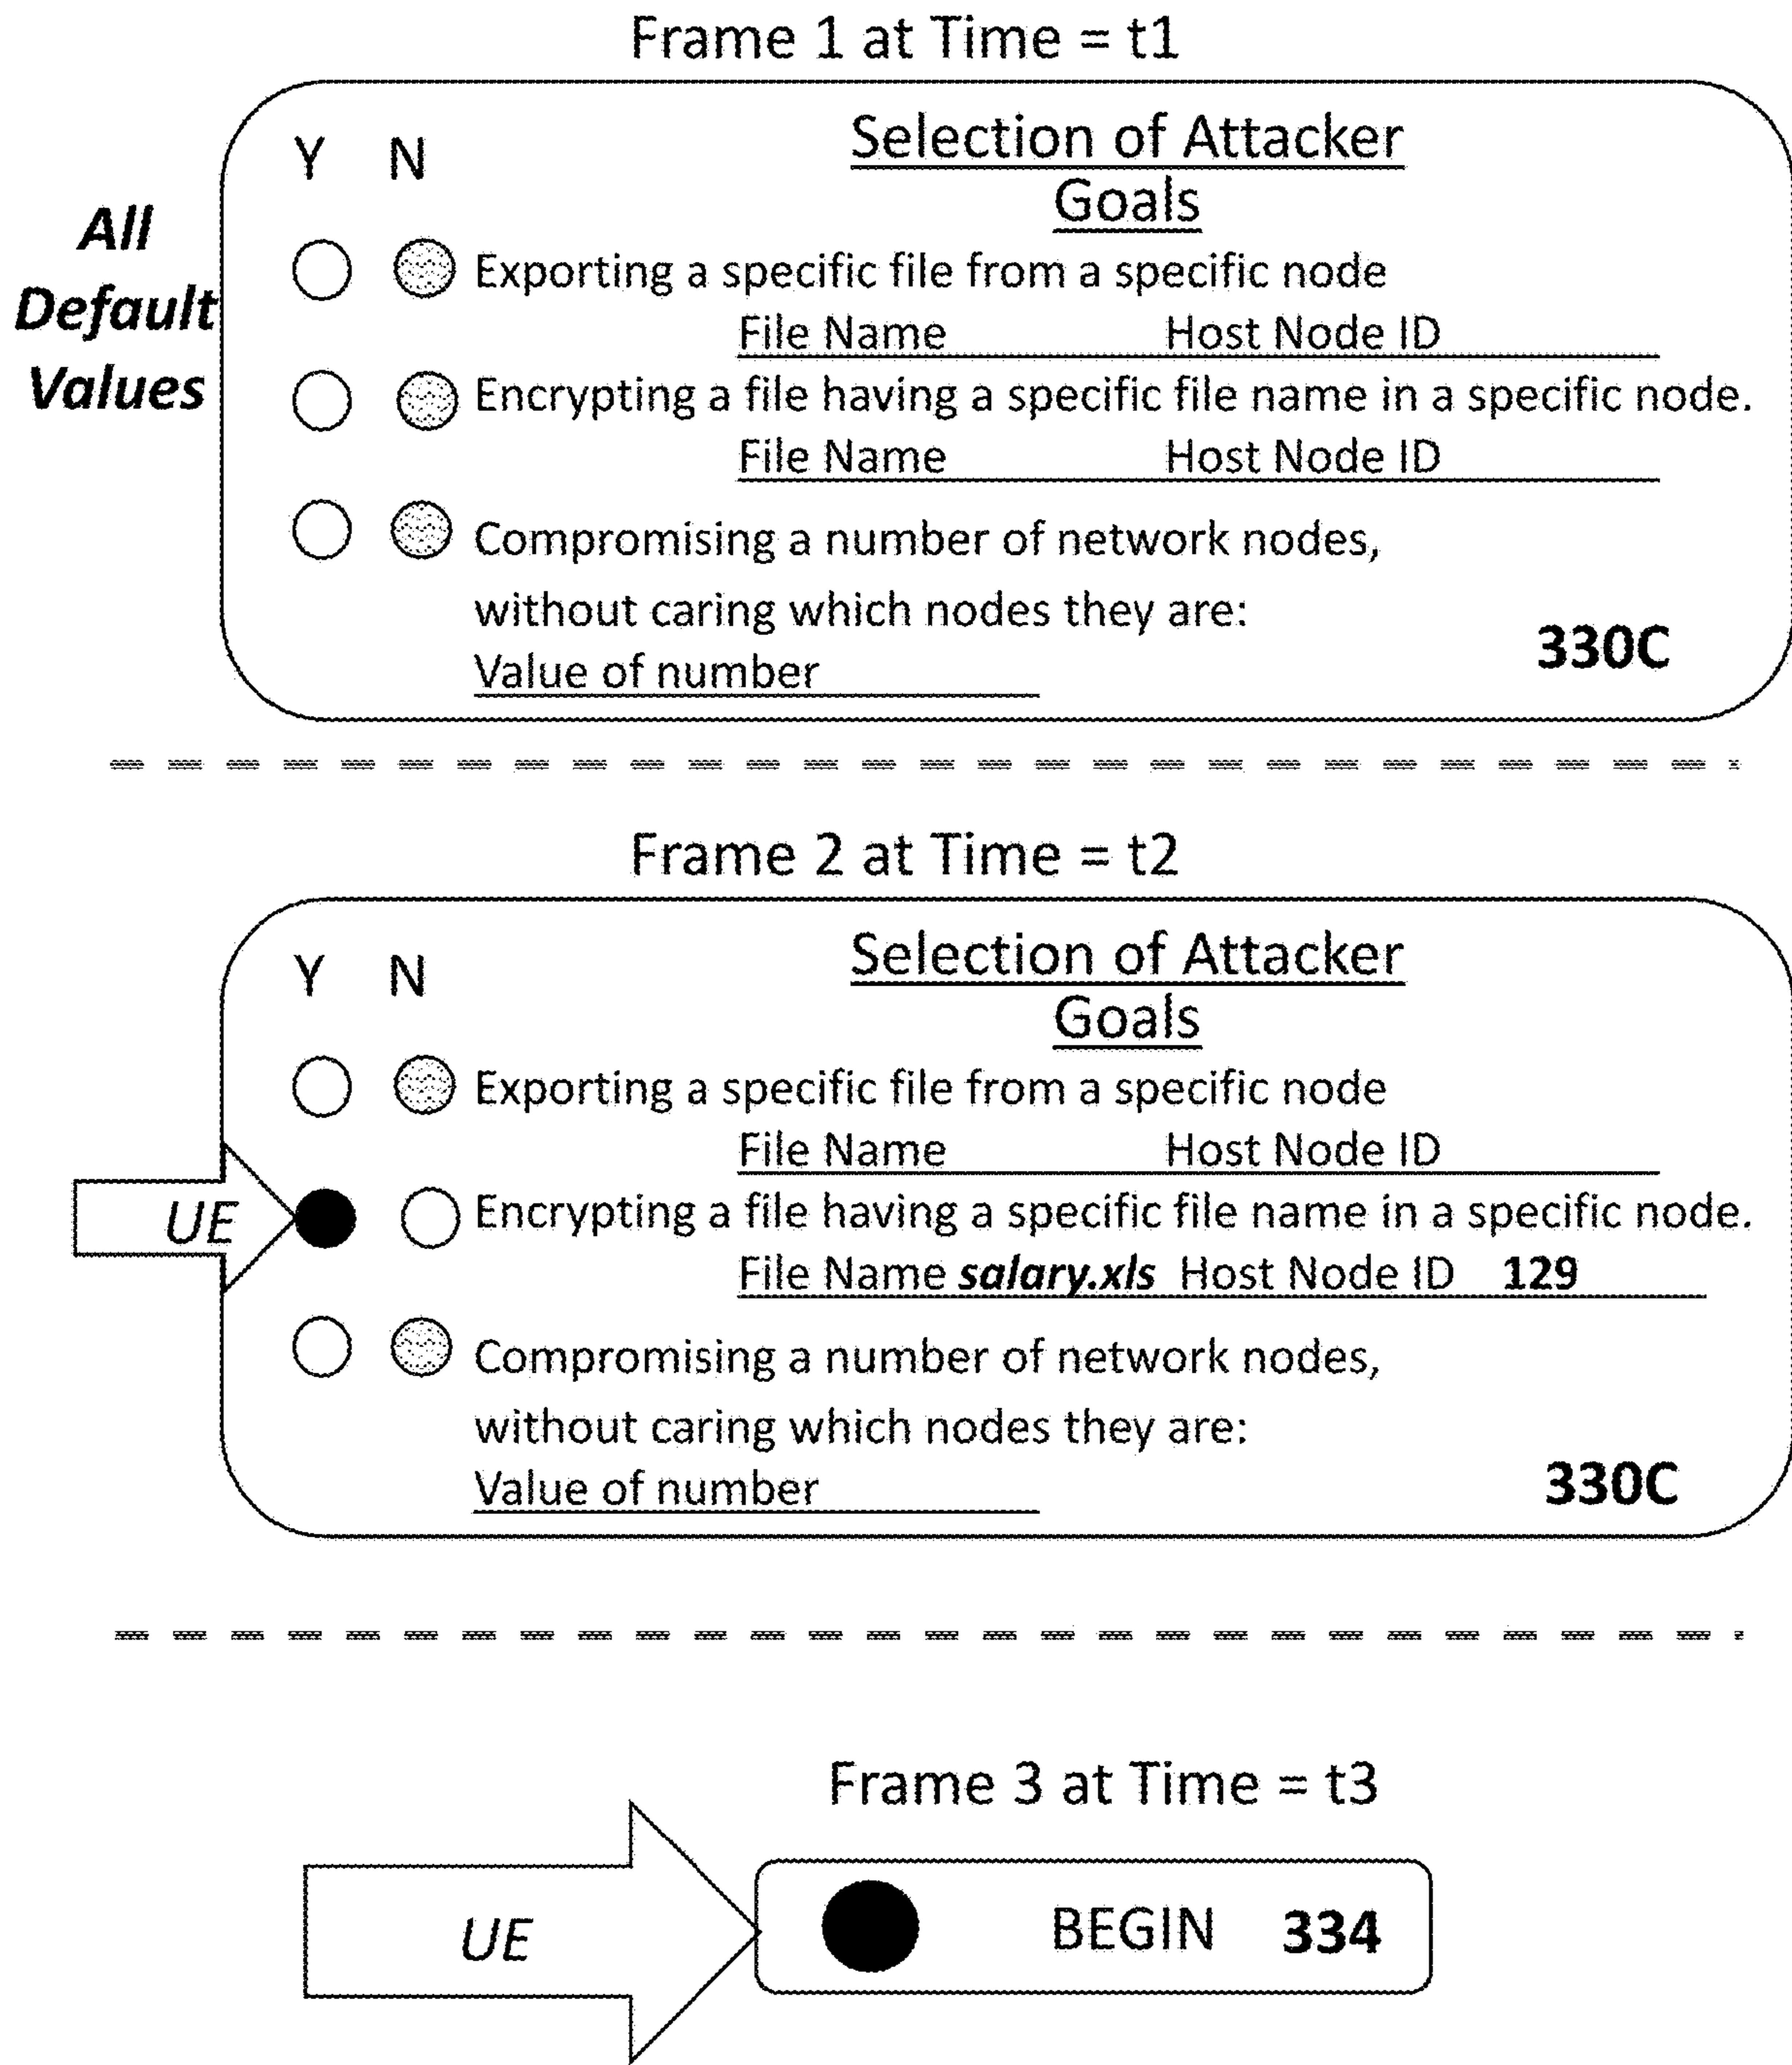 Frame 1 at Time = t1
Y N
Selection of Attacker
Goals
All
Default
Values
Exporting a specific file from a specific node
File Name Host Node ID
Encrypting a file having a specific file name in a specific node.
File Name Host Node ID
Compromising a number of network nodes,
without caring which nodes they are:
Value of number
330C
Frame 2 at Time = t2
Y N
Selection of Attacker
Goals
Exporting a specific file from a specific node
File Name Host Node ID
UE
Encrypting a file having a specific file name in a specific node.
File Name salary.xls Host Node ID 129
Compromising a number of network nodes,
without caring which nodes they are:
Value of number
330C
Frame 3 at Time = t3
UE
BEGIN 334